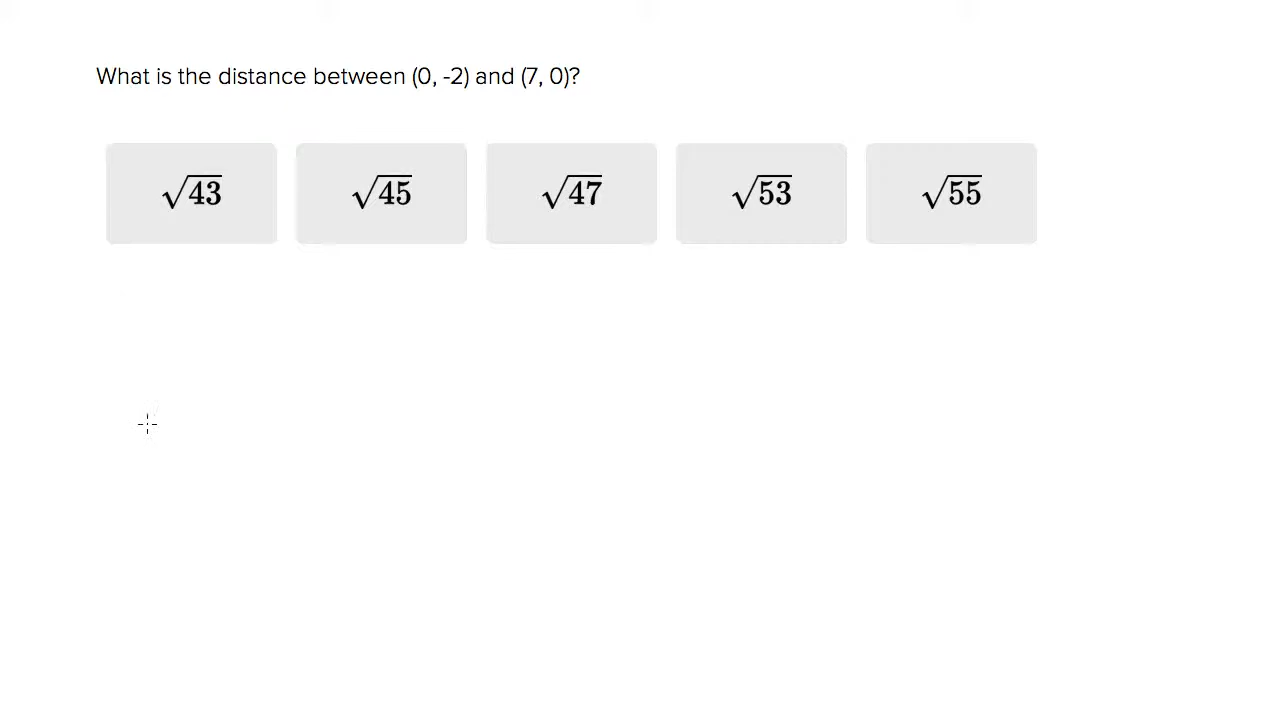 What is the distance between (0, -2) and (7, 0)?
√43 √45 √47 √53 √55